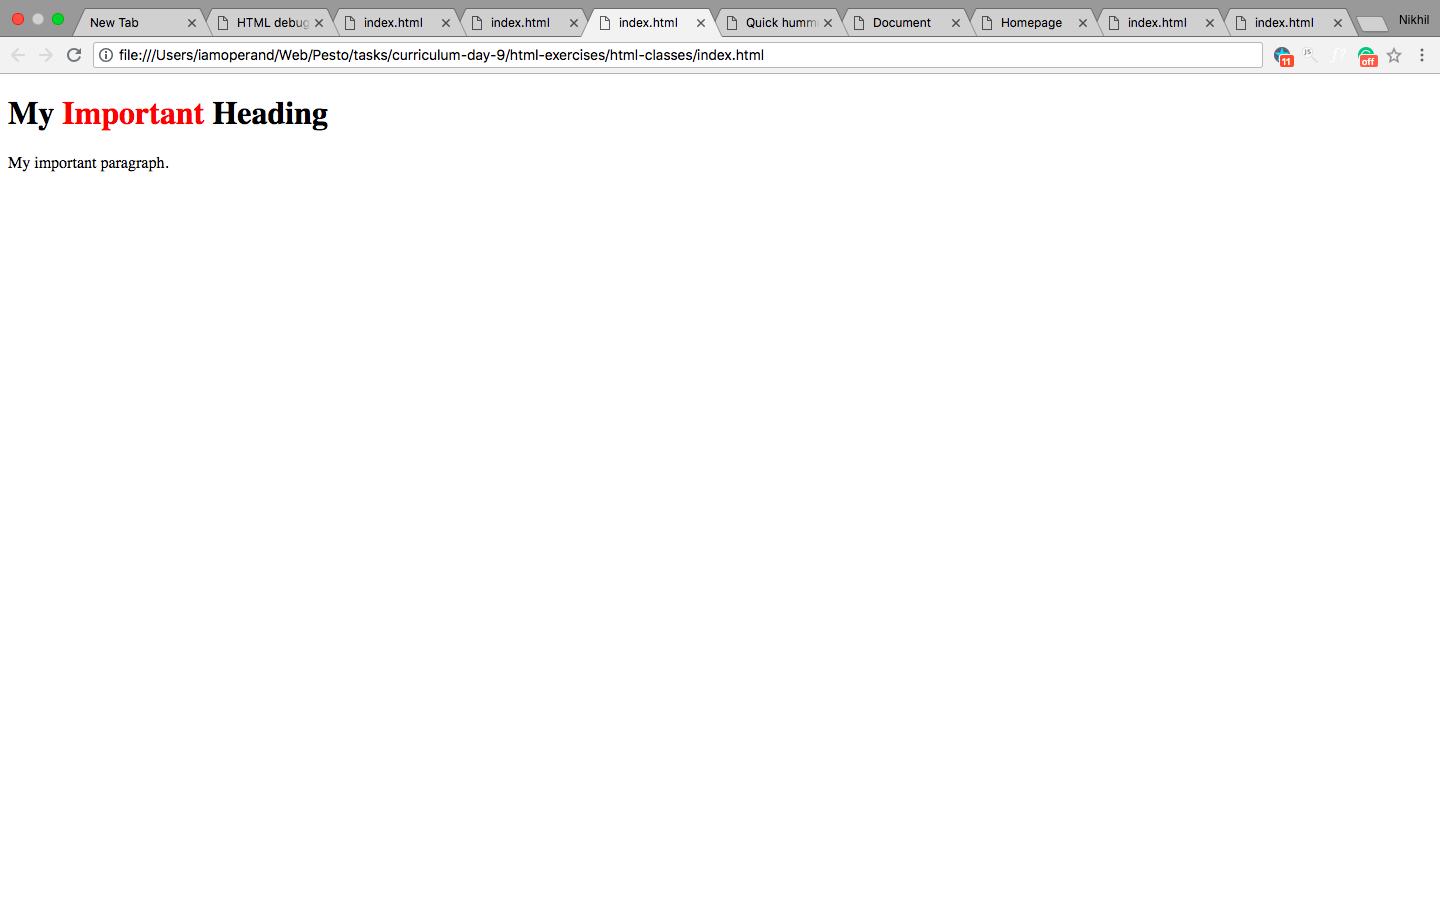 New Tab
HTML debug
index.html
index.html
index.html
Quick humm
Document
Homepage
index.html
index.html
Nikhil
file:///Users/iamoperand/Web/Pesto/tasks/curriculum-day-9/html-exercises/html-classes/index.html
11
JS
f?
off
My Important Heading
My important paragraph.